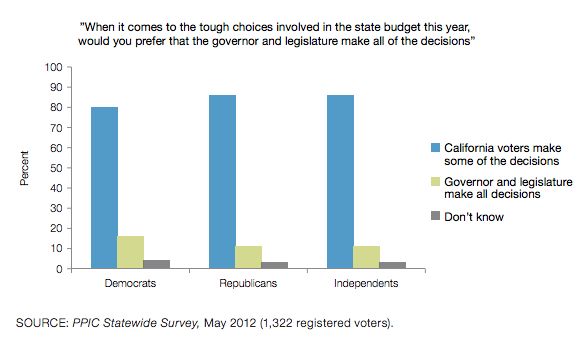 ”When it comes to the tough choices involved in the state budget this year,
would you prefer that the governor and legislature make all of the decisions”
100
90
80
70
60
50
40
30
20
10
0
Percent
Democrats
Republicans
Independents
California voters make
some of the decisions
Governor and legislature
make all decisions
Don’t know
SOURCE: PPIC Statewide Survey, May 2012 (1,322 registered voters).